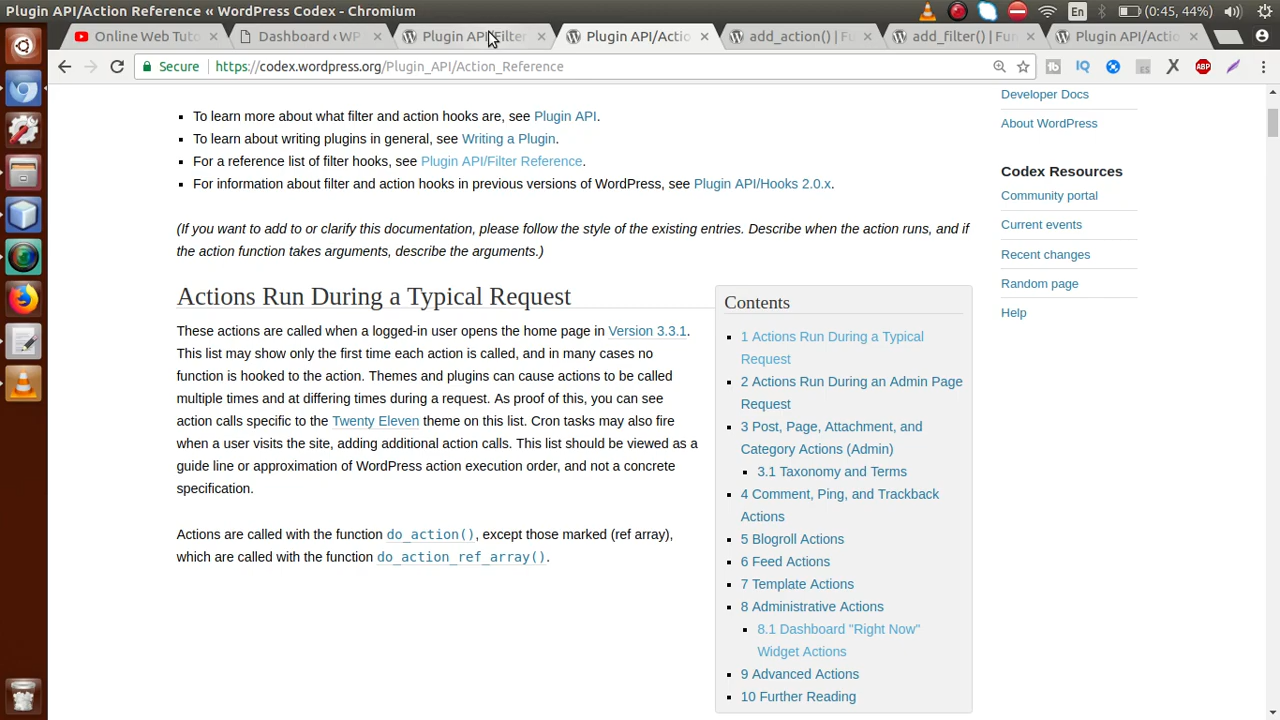 Plugin API/Action Reference « WordPress Codex - Chromium
En
(0:45, 44%)
Online Web Tut
Dashboard ‹ WP
Plugin API/Filter
Plugin API/Actio
add_action() | Fu
add_filter() | Fun
Plugin API/Actio
Secure
https://codex.wordpress.org/Plugin_API/Action_Reference
To learn more about what filter and action hooks are, see Plugin API.
To learn about writing plugins in general, see Writing a Plugin.
For a reference list of filter hooks, see Plugin API/Filter Reference.
For information about filter and action hooks in previous versions of WordPress, see Plugin API/Hooks 2.0.x.
(If you want to add to or clarify this documentation, please follow the style of the existing entries. Describe when the action runs, and if
the action function takes arguments, describe the arguments.)
Actions Run During a Typical Request
These actions are called when a logged-in user opens the home page in Version 3.3.1.
This list may show only the first time each action is called, and in many cases no
function is hooked to the action. Themes and plugins can cause actions to be called
multiple times and at differing times during a request. As proof of this, you can see
action calls specific to the Twenty Eleven theme on this list. Cron tasks may also fire
when a user visits the site, adding additional action calls. This list should be viewed as a
guide line or approximation of WordPress action execution order, and not a concrete
specification.
Actions are called with the function do_action(), except those marked (ref array),
which are called with the function do_action_ref_array().
Contents
1 Actions Run During a Typical
Request
2 Actions Run During an Admin Page
Request
3 Post, Page, Attachment, and
Category Actions (Admin)
3.1 Taxonomy and Terms
4 Comment, Ping, and Trackback
Actions
5 Blogroll Actions
6 Feed Actions
7 Template Actions
8 Administrative Actions
8.1 Dashboard "Right Now"
Widget Actions
9 Advanced Actions
10 Further Reading
Developer Docs
About WordPress
Codex Resources
Community portal
Current events
Recent changes
Random page
Help
IQ
ABP